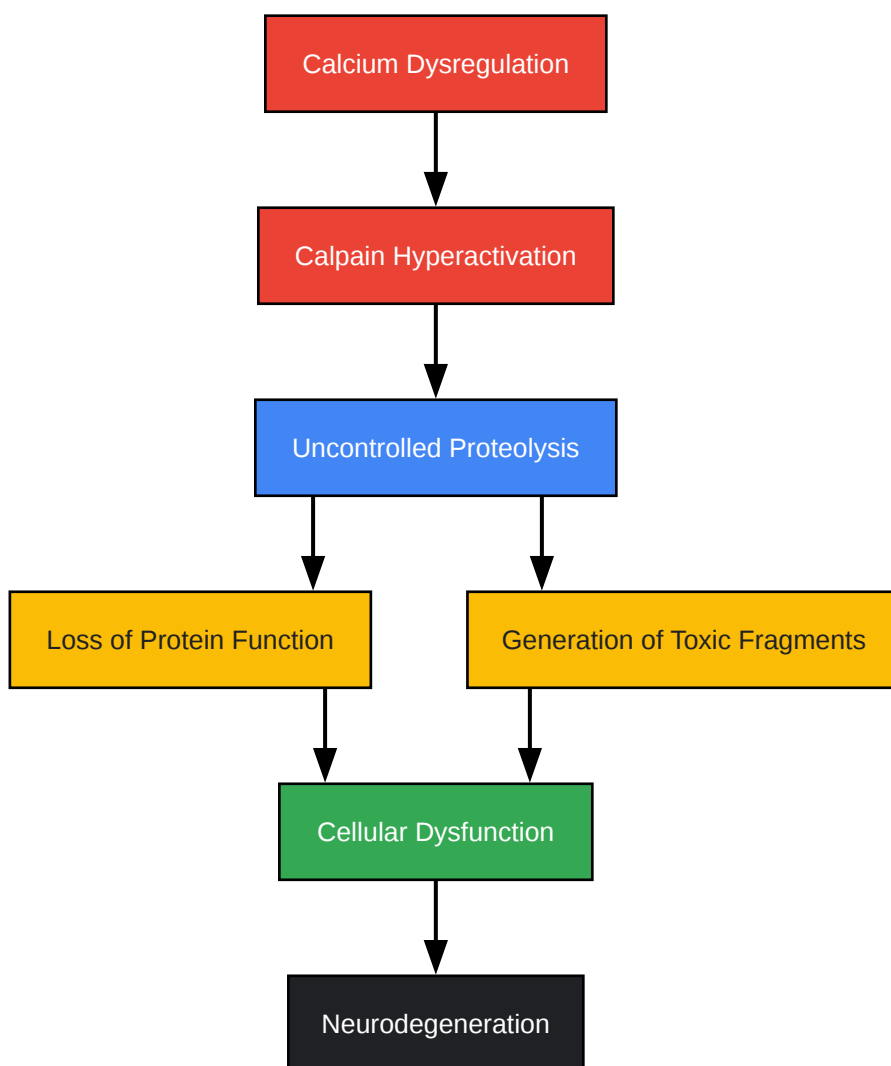 Calcium Dysregulation
Calpain Hyperactivation
Uncontrolled Proteolysis
Loss of Protein Function
Generation of Toxic Fragments
Cellular Dysfunction
Neurodegeneration